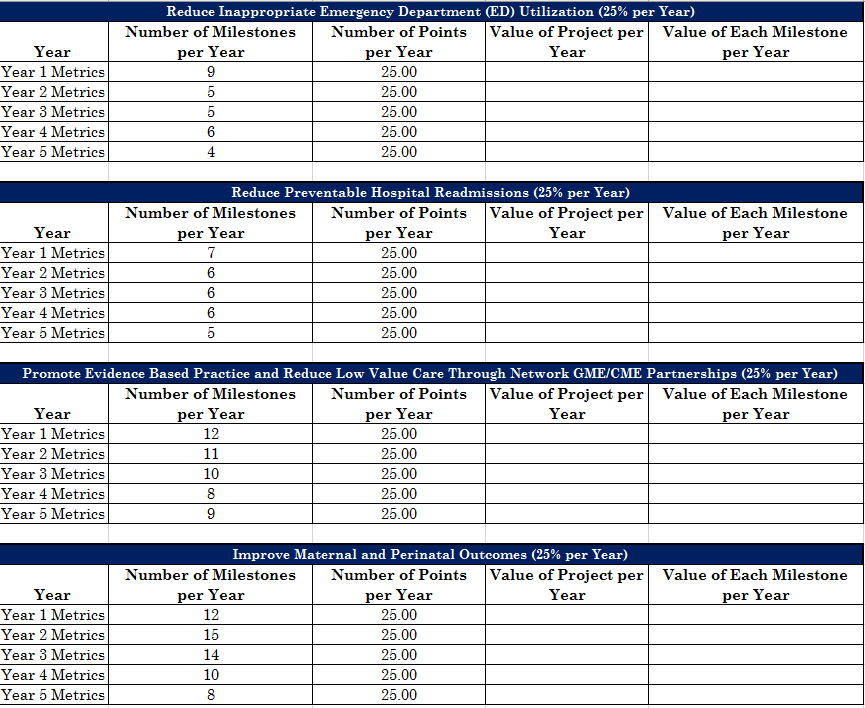 Reduce Inappropriate Emergency Department (ED) Utilization (25% per Year)
Year Number of Milestones per Year Number of Points per Year Value of Project per Year Value of Each Milestone per Year
Year 1 Metrics 9 25.00
Year 2 Metrics 5 25.00
Year 3 Metrics 5 25.00
Year 4 Metrics 6 25.00
Year 5 Metrics 4 25.00
Reduce Preventable Hospital Readmissions (25% per Year)
Year Number of Milestones per Year Number of Points per Year Value of Project per Year Value of Each Milestone per Year
Year 1 Metrics 7 25.00
Year 2 Metrics 6 25.00
Year 3 Metrics 6 25.00
Year 4 Metrics 6 25.00
Year 5 Metrics 5 25.00
Promote Evidence Based Practice and Reduce Low Value Care Through Network GME/CME Partnerships (25% per Year)
Year Number of Milestones per Year Number of Points per Year Value of Project per Year Value of Each Milestone per Year
Year 1 Metrics 12 25.00
Year 2 Metrics 11 25.00
Year 3 Metrics 10 25.00
Year 4 Metrics 8 25.00
Year 5 Metrics 9 25.00
Improve Maternal and Perinatal Outcomes (25% per Year)
Year Number of Milestones per Year Number of Points per Year Value of Project per Year Value of Each Milestone per Year
Year 1 Metrics 12 25.00
Year 2 Metrics 15 25.00
Year 3 Metrics 14 25.00
Year 4 Metrics 10 25.00
Year 5 Metrics 8 25.00